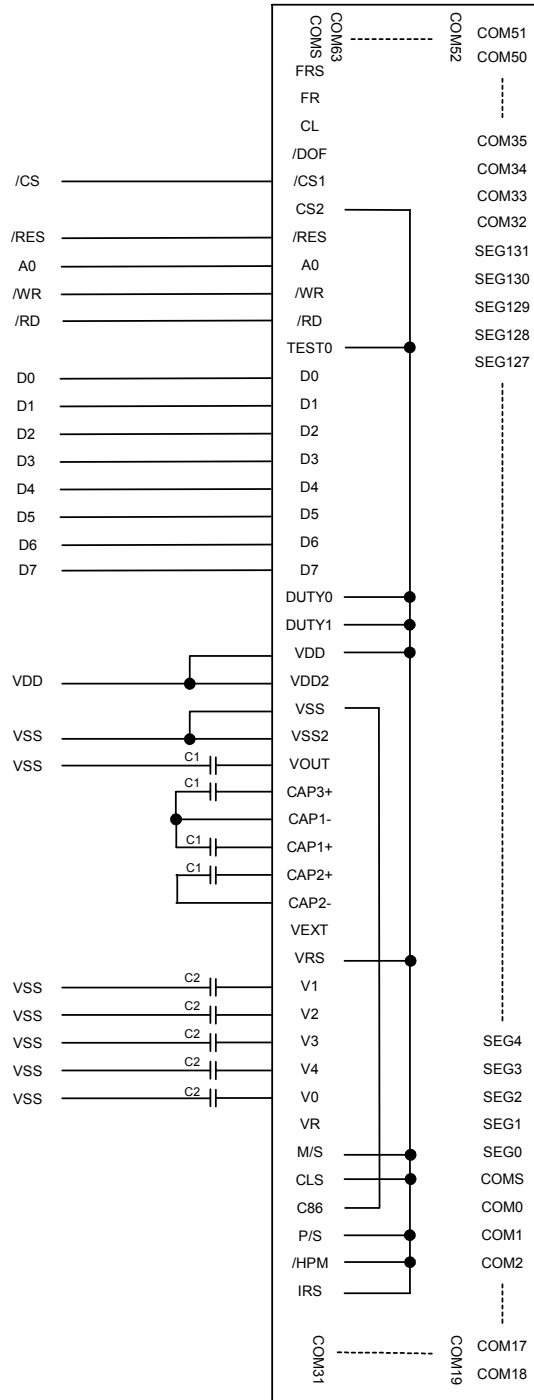 COMS
COM63
COM52
COM51
COM50
FRS
FR
CL
/DOF
COM35
COM34
/CS
/CS1
COM33
CS2
COM32
/RES
/RES
SEG131
A0
A0
SEG130
/WR
/WR
SEG129
/RD
/RD
SEG128
TEST0
SEG127
D0
D0
D1
D1
D2
D2
D3
D3
D4
D4
D5
D5
D6
D6
D7
D7
DUTY0
DUTY1
VDD
VDD
VDD2
VSS
VSS
VSS2
VSS
C1
VOUT
C1
CAP3+
CAP1-
C1
CAP1+
C1
CAP2+
CAP2-
VEXT
VRS
VSS
C2
V1
VSS
C2
V2
VSS
C2
V3
SEG4
VSS
C2
V4
SEG3
VSS
C2
V0
SEG2
VR
SEG1
M/S
SEG0
CLS
COMS
C86
COM0
P/S
COM1
/HPM
COM2
IRS
COM31
COM19
COM17
COM18